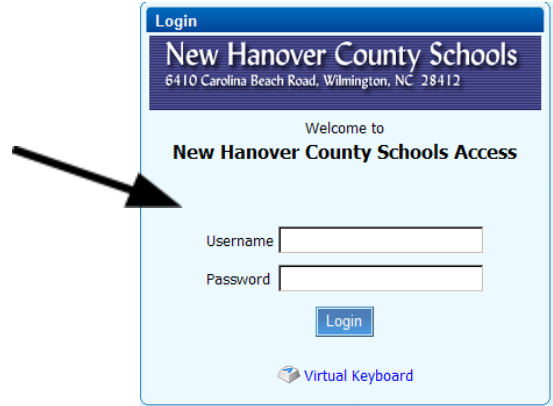 Login
New Hanover County Schools
6410 Carolina Beach Road, Wilmington, NC 28412
Welcome to
New Hanover County Schools Access
Username
Password
Login
Virtual Keyboard